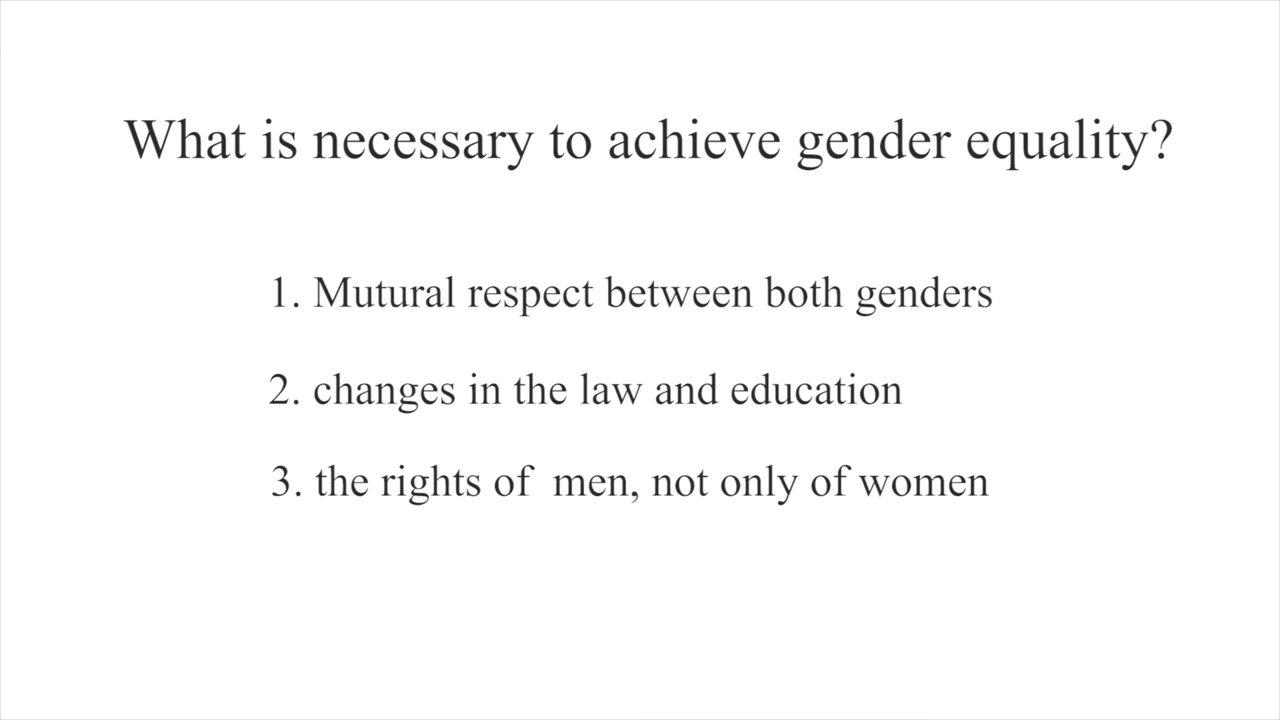 What is necessary to achieve gender equality?
1. Mutural respect between both genders
2. changes in the law and education
3. the rights of  men, not only of women